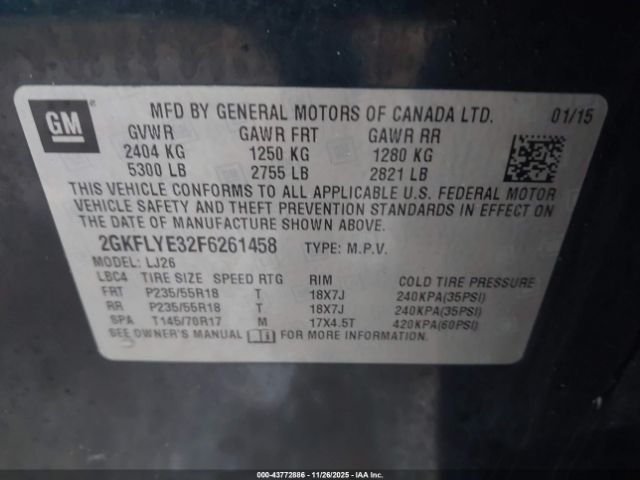 GM ®
MFD BY GENERAL MOTORS OF CANADA LTD. 01/15
GVWR GAWR FRT GAWR RR
2404 KG 1250 KG 1280 KG
5300 LB 2755 LB 2821 LB
THIS VEHICLE CONFORMS TO ALL APPLICABLE U.S. FEDERAL MOTOR
VEHICLE SAFETY AND THEFT PREVENTION STANDARDS IN EFFECT ON
THE DATE OF MANUFACTURE SHOWN ABOVE.
2GKFLYE32F6261458 TYPE: M.P.V.
MODEL: LJ26
LBC4 TIRE SIZE SPEED RTG RIM COLD TIRE PRESSURE
FRT P235/55R18 T 18X7J 240KPA(35PSI)
RR P235/55R18 T 18X7J 240KPA(35PSI)
SPA T145/70R17 M 17X4.5T 420KPA(60PSI)
SEE OWNER'S MANUAL FOR MORE INFORMATION.
000-43772886 - 11/26/2025 - IAA Inc.